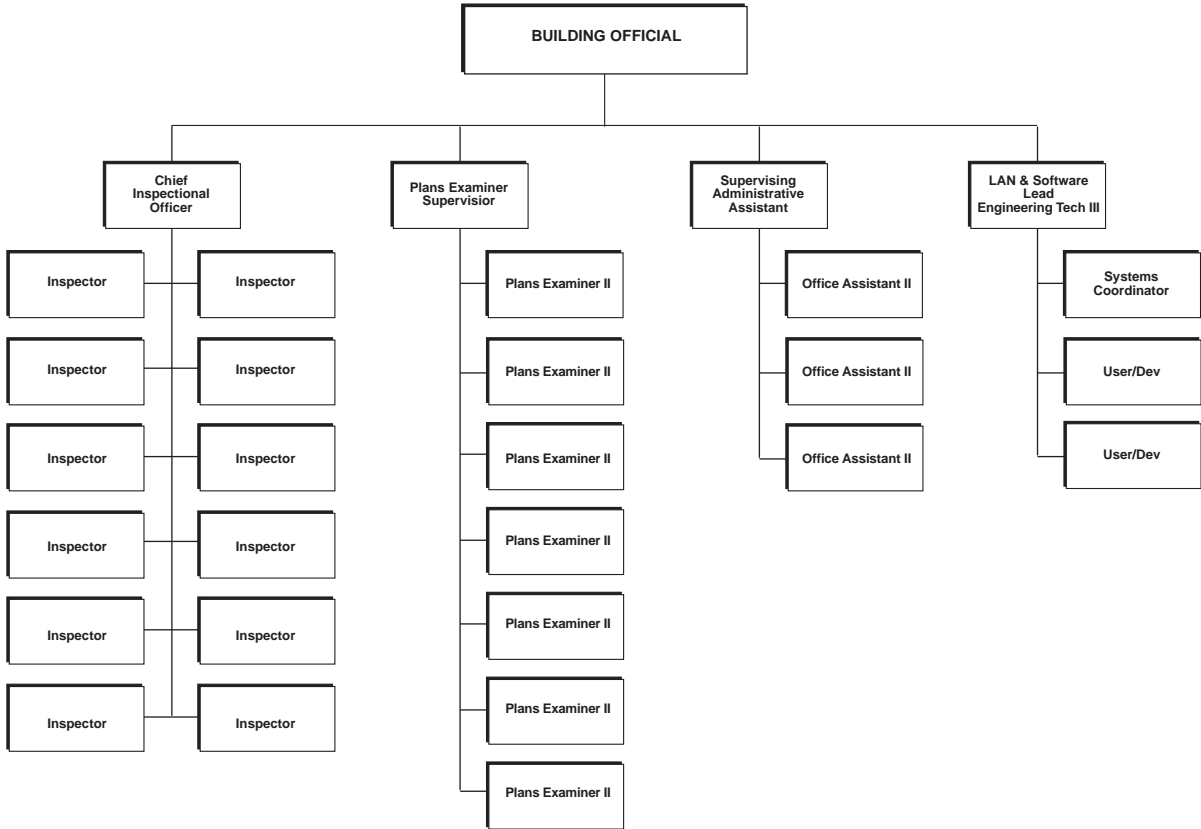 BUILDING OFFICIAL
Chief
Inspectional
Officer
Plans Examiner
Supervisior
Supervising
Administrative
Assistant
LAN & Software
Lead
Engineering Tech III
Inspector
Inspector
Plans Examiner II
Office Assistant II
Systems
Coordinator
Inspector
Inspector
Plans Examiner II
Office Assistant II
User/Dev
Inspector
Inspector
Plans Examiner II
Office Assistant II
User/Dev
Inspector
Inspector
Plans Examiner II
Inspector
Inspector
Plans Examiner II
Inspector
Inspector
Plans Examiner II
Plans Examiner II